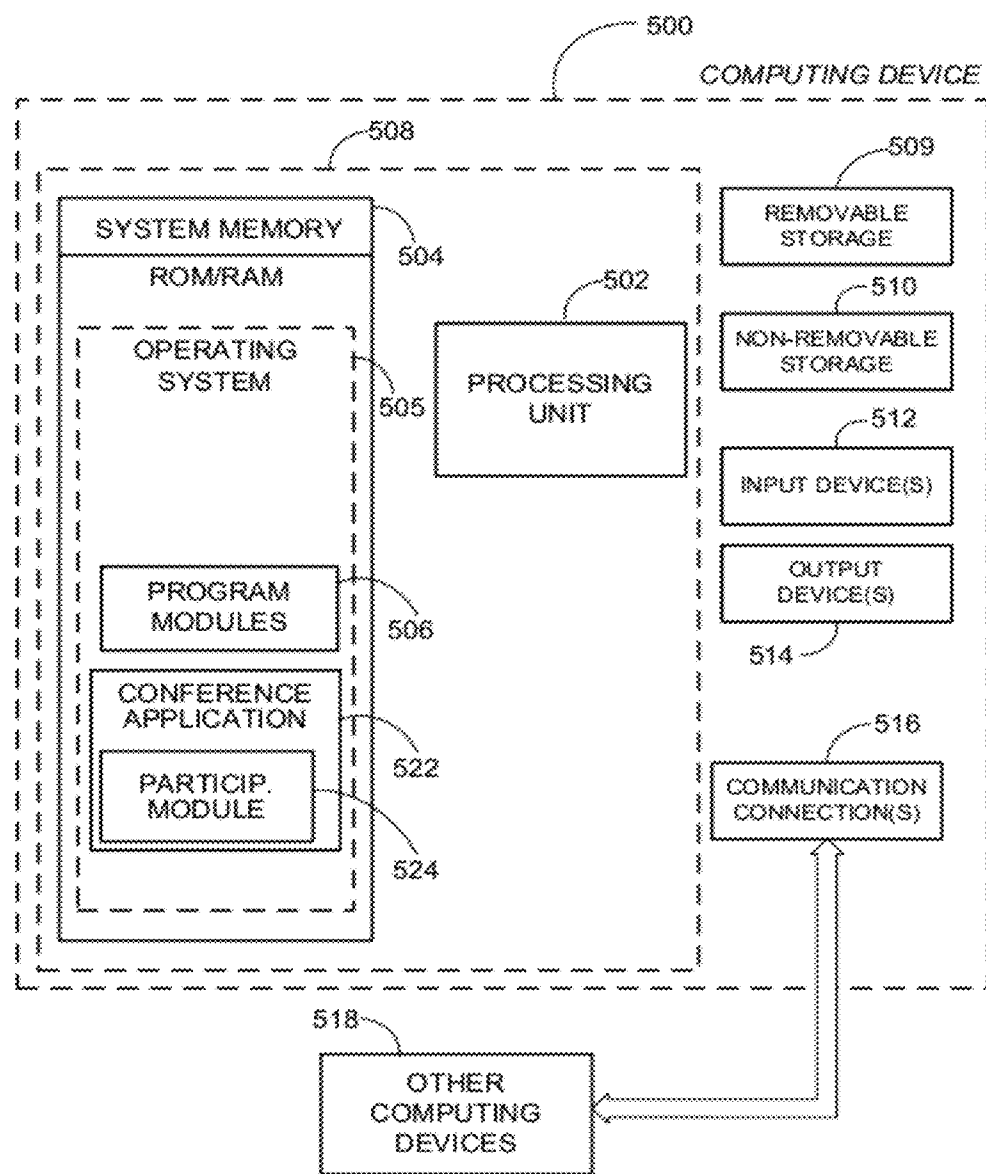 500
COMPUTING DEVICE
508
509
SYSTEM MEMORY
504
REMOVABLE
STORAGE
ROM/RAM
502
510
OPERATING
SYSTEM
505
PROCESSING
UNIT
NON-REMOVABLE
STORAGE
512
INPUT DEVICE(S)
OUTPUT
DEVICE(S)
514
PROGRAM
MODULES
506
CONFERENCE
APPLICATION
522
PARTICIP.
MODULE
524
516
COMMUNICATION
CONNECTION(S)
518
OTHER
COMPUTING
DEVICES